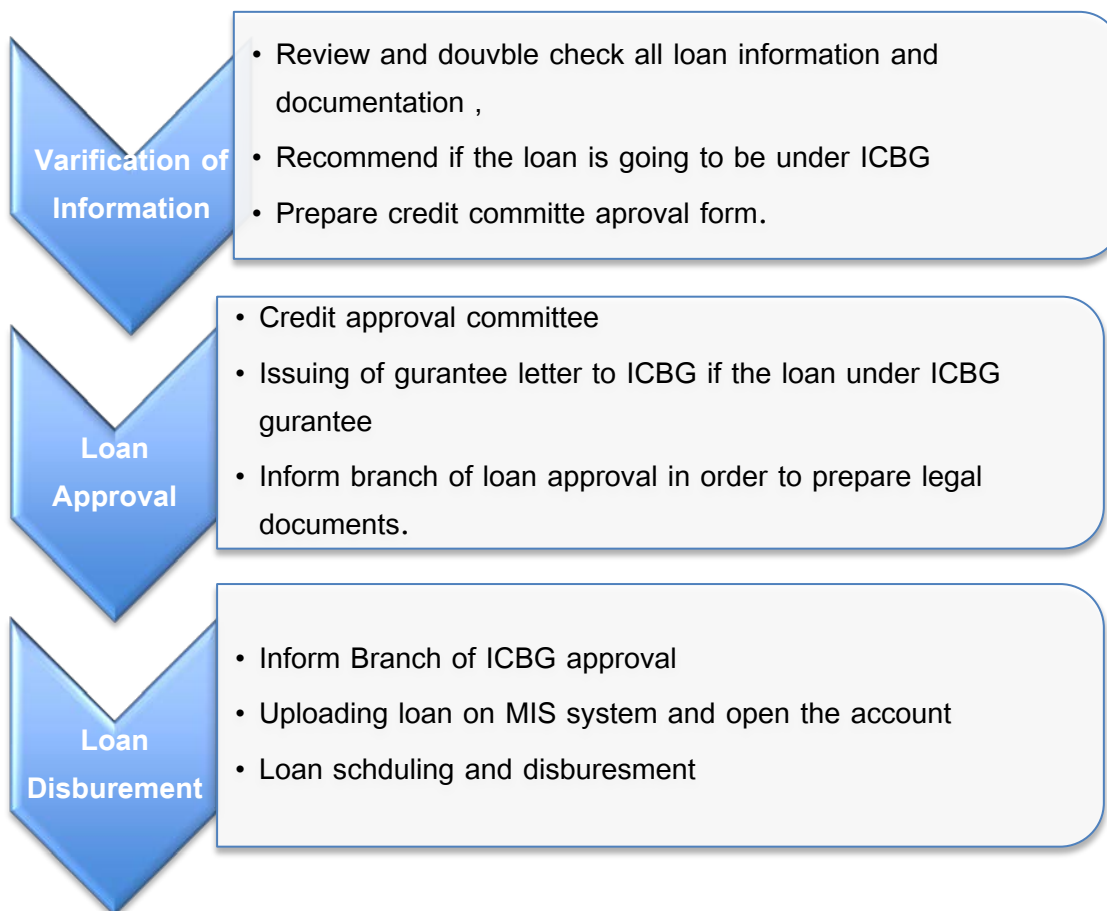 Varification of
Information
• Review and douvble check all loan information and
documentation ,
• Recommend if the loan is going to be under ICBG
• Prepare credit committe aproval form.
Loan
Approval
• Credit approval committee
• Issuing of gurantee letter to ICBG if the loan under ICBG
gurantee
• Inform branch of loan approval in order to prepare legal
documents.
Loan
Disburement
• Inform Branch of ICBG approval
• Uploading loan on MIS system and open the account
• Loan schduling and disburesment